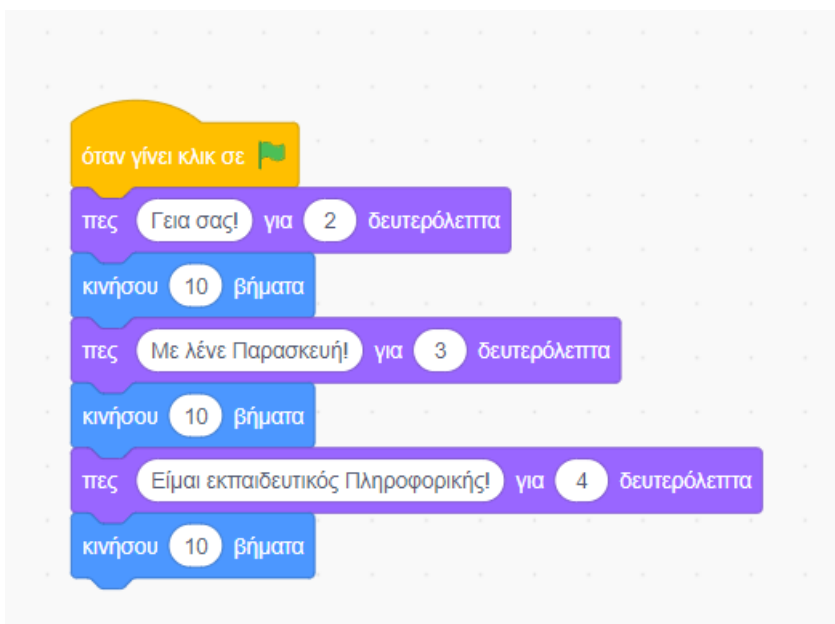 όταν γίνει κλικ σε
πες Γεια σας! για 2 δευτερόλεπτα
κινήσου 10 βήματα
πες Με λένε Παρασκευή! για 3 δευτερόλεπτα
κινήσου 10 βήματα
πες Είμαι εκπαιδευτικός Πληροφορικής! για 4 δευτερόλεπτα
κινήσου 10 βήματα